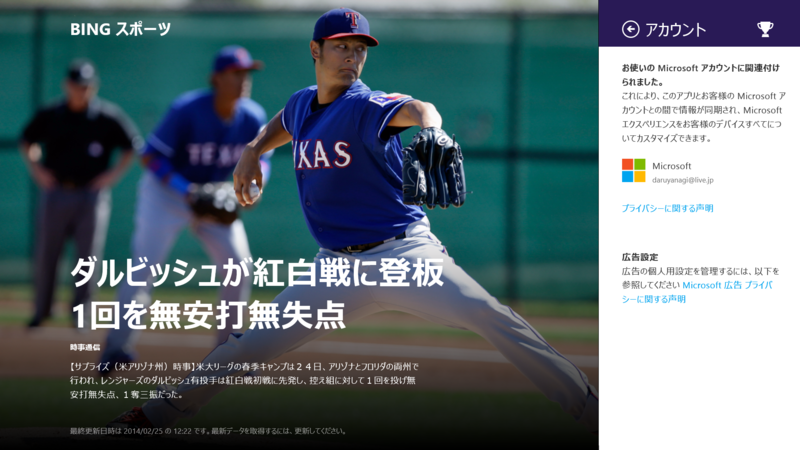 BING スポーツ
T
TEXAS
EXAS
ダルビッシュが紅白戦に登板
1回を無安打無失点
時事通信
【サプライズ（米アリゾナ州）時事】米大リーグの春季キャンプは２４日、アリゾナとフロリダの両州で
行われ、レンジャーズのダルビッシュ有投手は紅白戦初戦に先発し、控え組に対して１回を投げ無
安打無失点、１奪三振だった。
最終更新日時は 2014/02/25 の 12:22 です。最新データを取得するには、更新してください。
アカウント
お使いの Microsoft アカウントに関連付け
られました。
これにより、このアプリとお客様の Microsoft ア
カウントとの間で情報が同期され、Microsoft
エクスペリエンスをお客様のデバイスすべてにつ
いてカスタマイズできます。
Microsoft
daruyanagi@live.jp
プライバシーに関する声明
広告設定
広告の個人用設定を管理するには、以下を
参照してください Microsoft 広告 プライバ
シーに関する声明